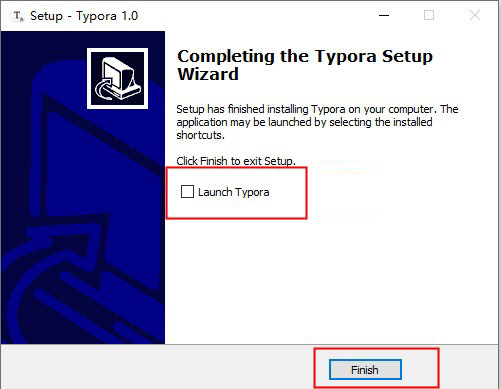 Setup - Typora 1.0
Completing the Typora Setup
Wizard
Setup has finished installing Typora on your computer. The
application may be launched by selecting the installed
shortcuts.
Click Finish to exit Setup.
Launch Typora
Finish